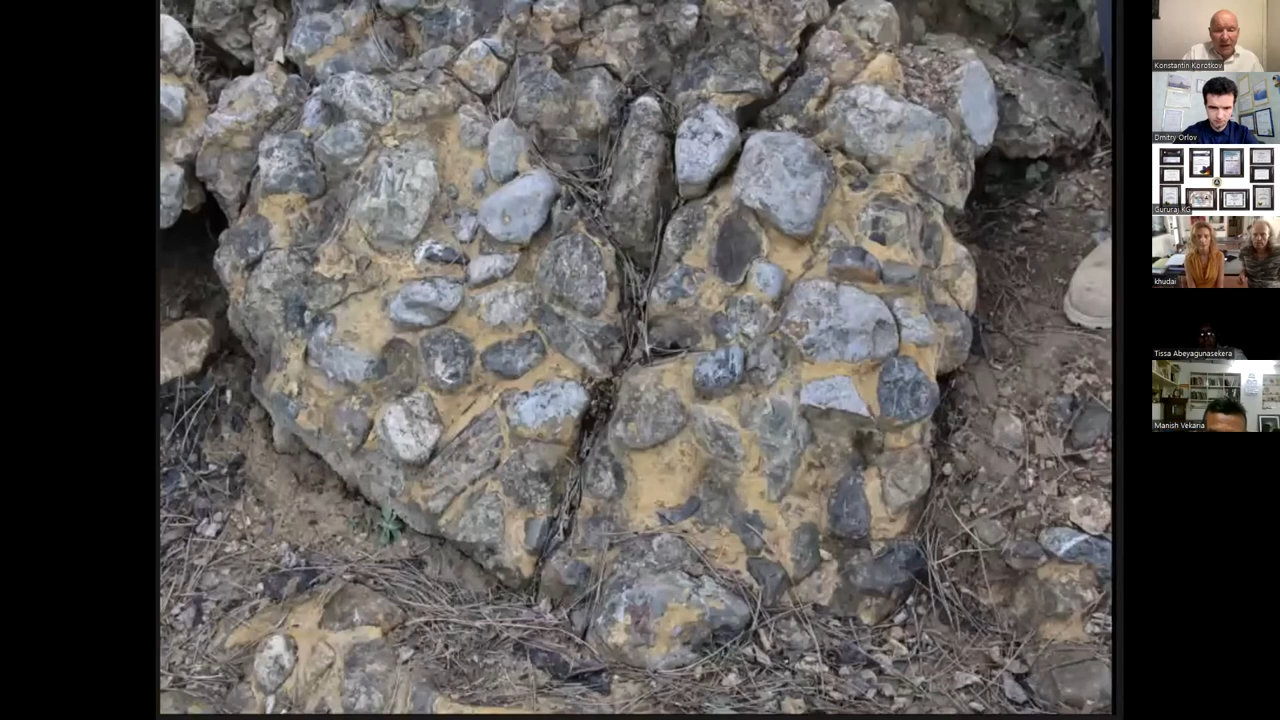 Konstantin Korotkov
Dmitry Orlov
Gururaj KG
khudai
Tissa Abeyagunasekera
Manish Vekaria